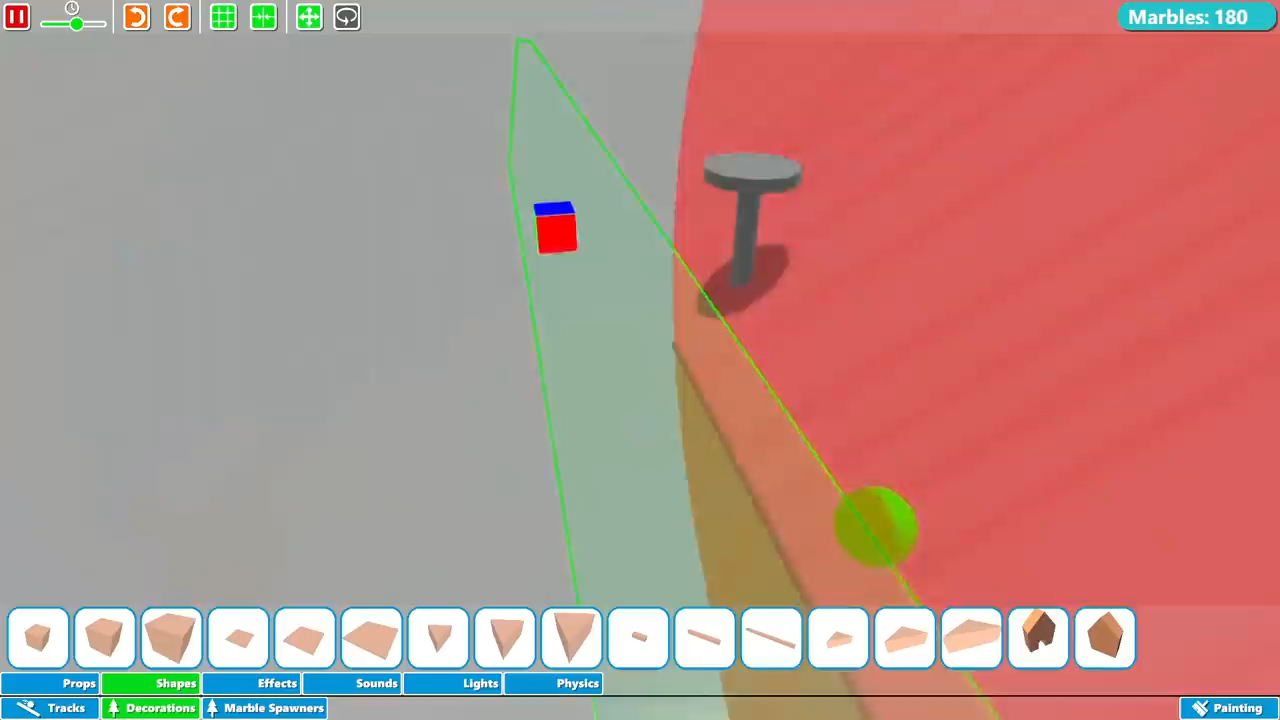 Marbles: 180
Props Shapes Effects Sounds Lights Physics
Tracks Decorations Marble Spawners Painting